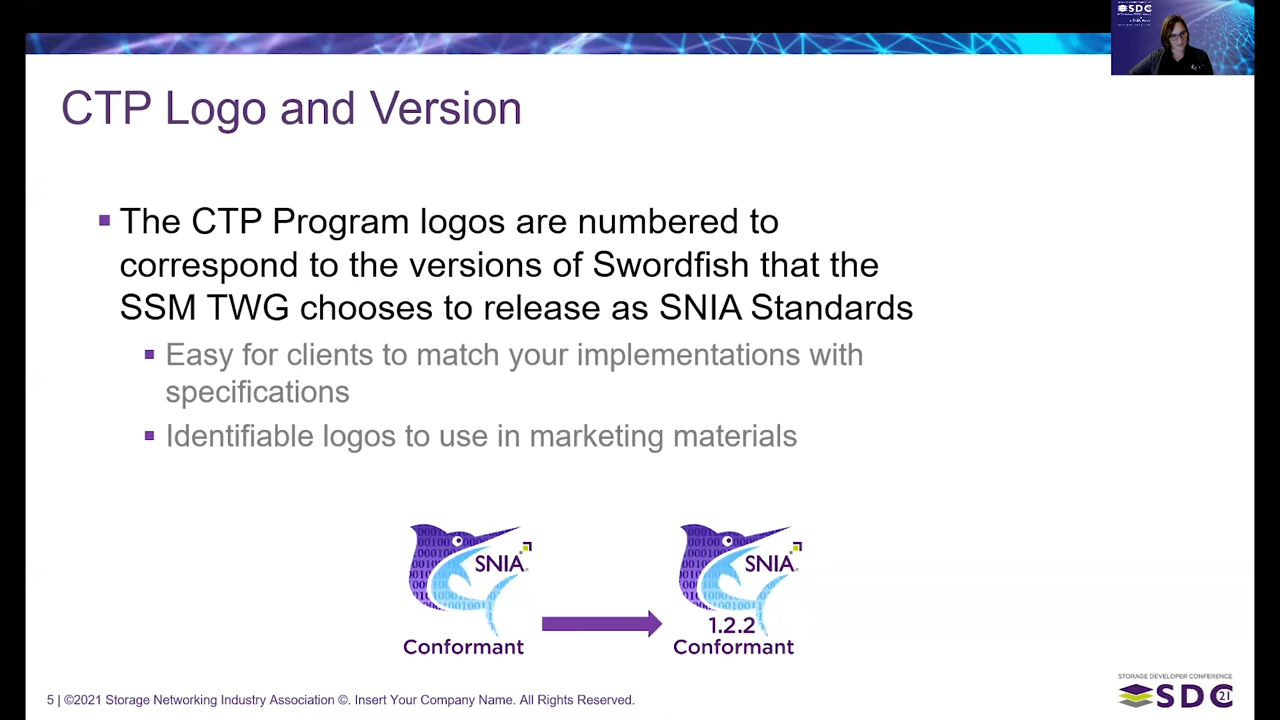 SDC
CTP Logo and Version
The CTP Program logos are numbered to
correspond to the versions of Swordfish that the
SSM TWG chooses to release as SNIA Standards
Easy for clients to match your implementations with
specifications
Identifiable logos to use in marketing materials
SNIA
Conformant
SNIA
1.2.2
Conformant
5 | ©2021 Storage Networking Industry Association ©. Insert Your Company Name. All Rights Reserved.
STORAGE DEVELOPER CONFERENCE
SDC 21